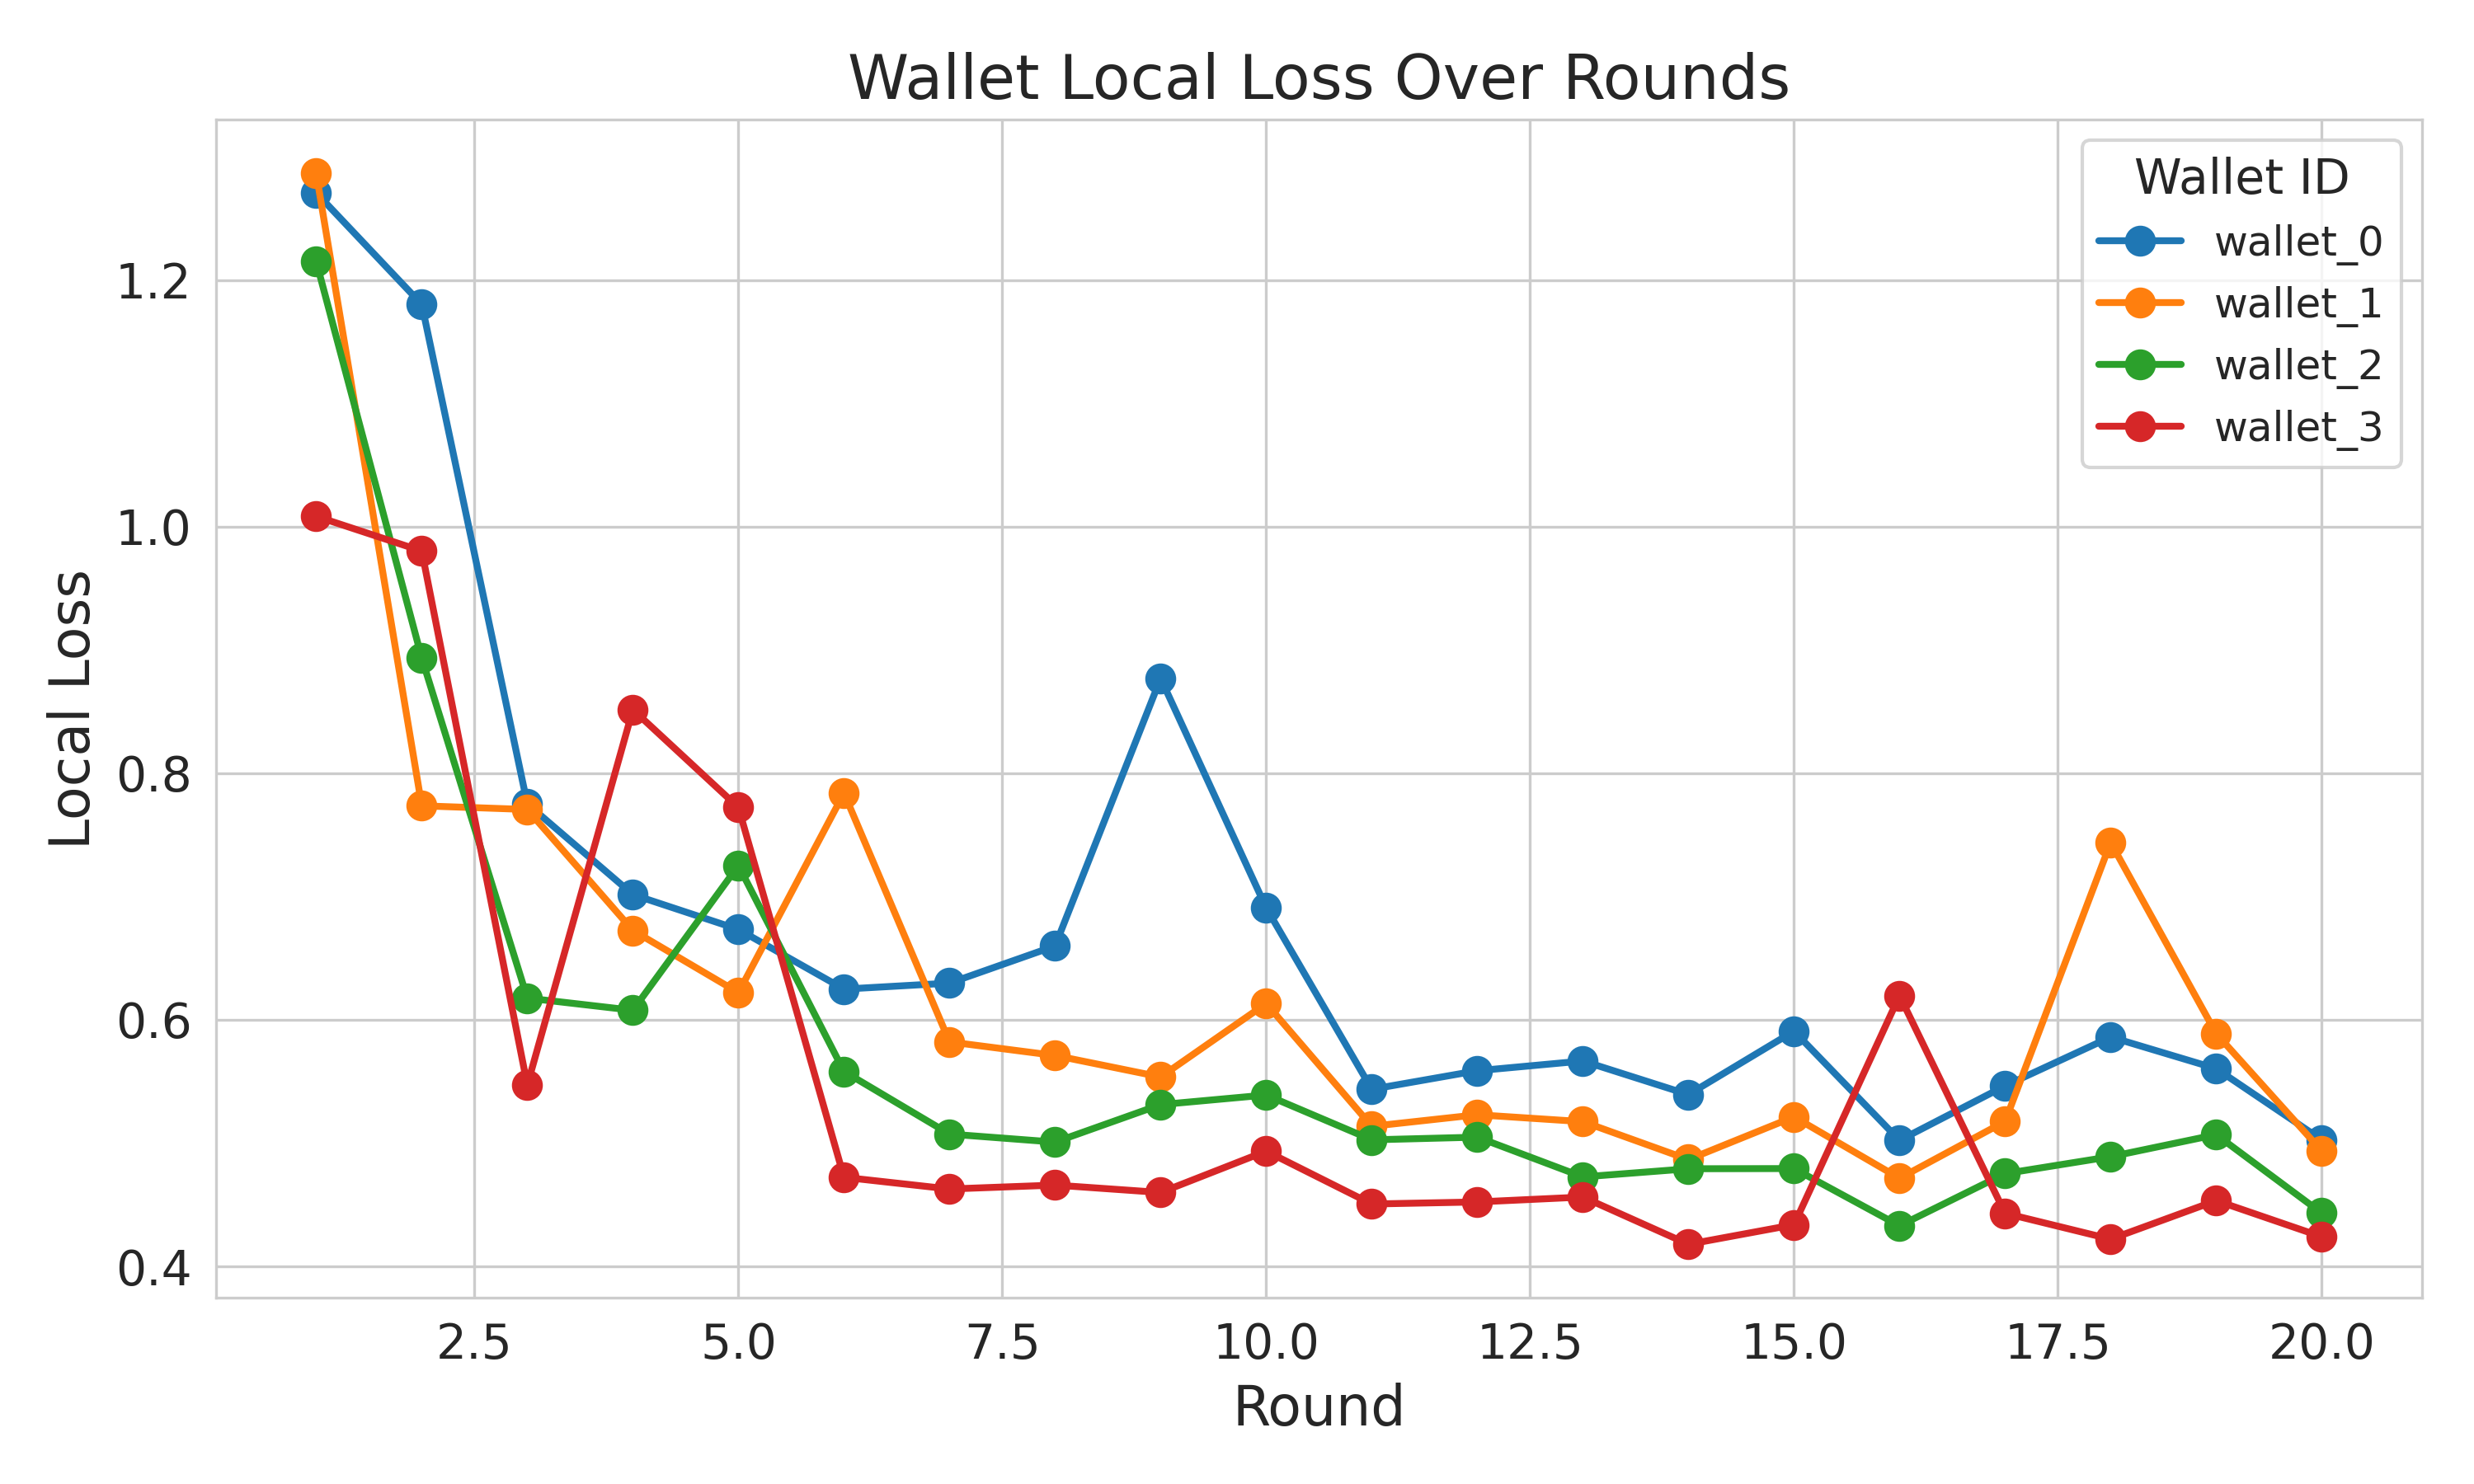 Wallet Local Loss Over Rounds
Wallet ID
wallet_0
wallet_1
wallet_2
wallet_3
Local Loss
1.2
1.0
0.8
0.6
0.4
2.5 5.0 7.5 10.0 12.5 15.0 17.5 20.0
Round